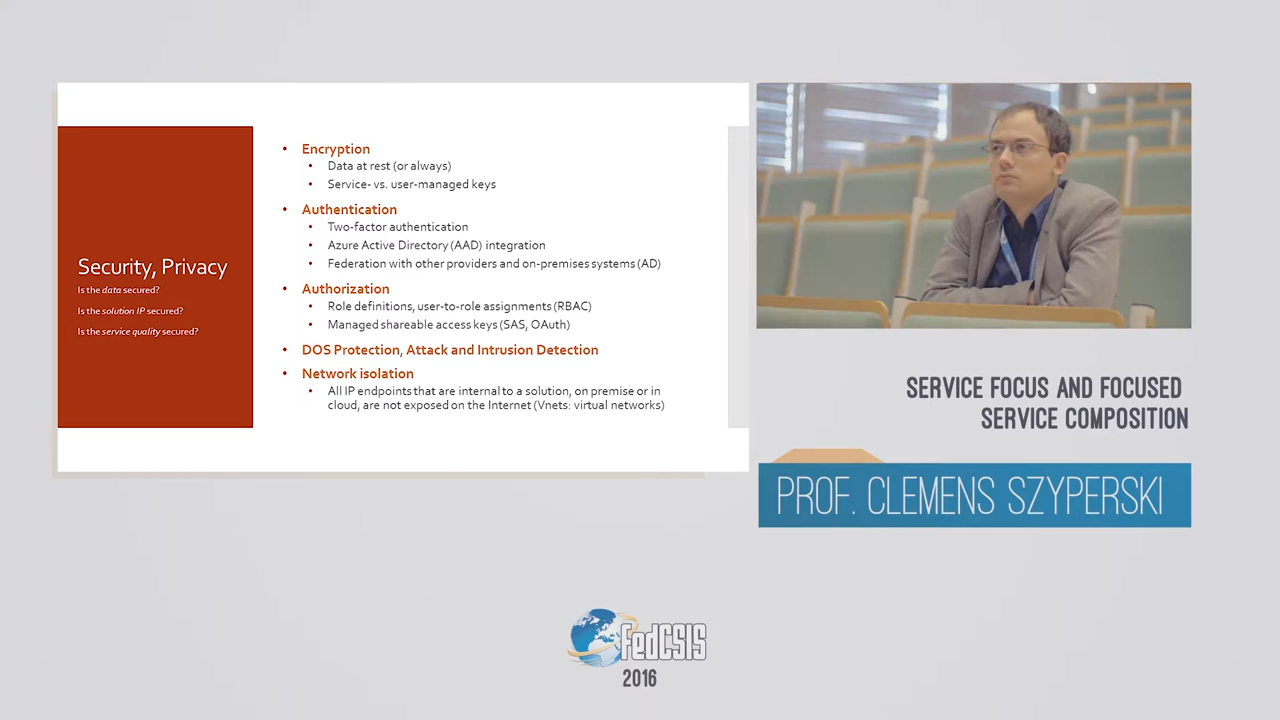 Security, Privacy
Is the data secured?
Is the solution IP secured?
Is the service quality secured?
• Encryption
• Data at rest (or always)
• Service- vs. user-managed keys
• Authentication
• Two-factor authentication
• Azure Active Directory (AAD) integration
• Federation with other providers and on-premises systems (AD)
• Authorization
• Role definitions, user-to-role assignments (RBAC)
• Managed shareable access keys (SAS, OAuth)
• DOS Protection, Attack and Intrusion Detection
• Network isolation
• All IP endpoints that are internal to a solution, on premise or in
cloud, are not exposed on the Internet (Vnets: virtual networks)
SERVICE FOCUS AND FOCUSED
SERVICE COMPOSITION
PROF. CLEMENS SZYPERSKI
FedCSIS
2016